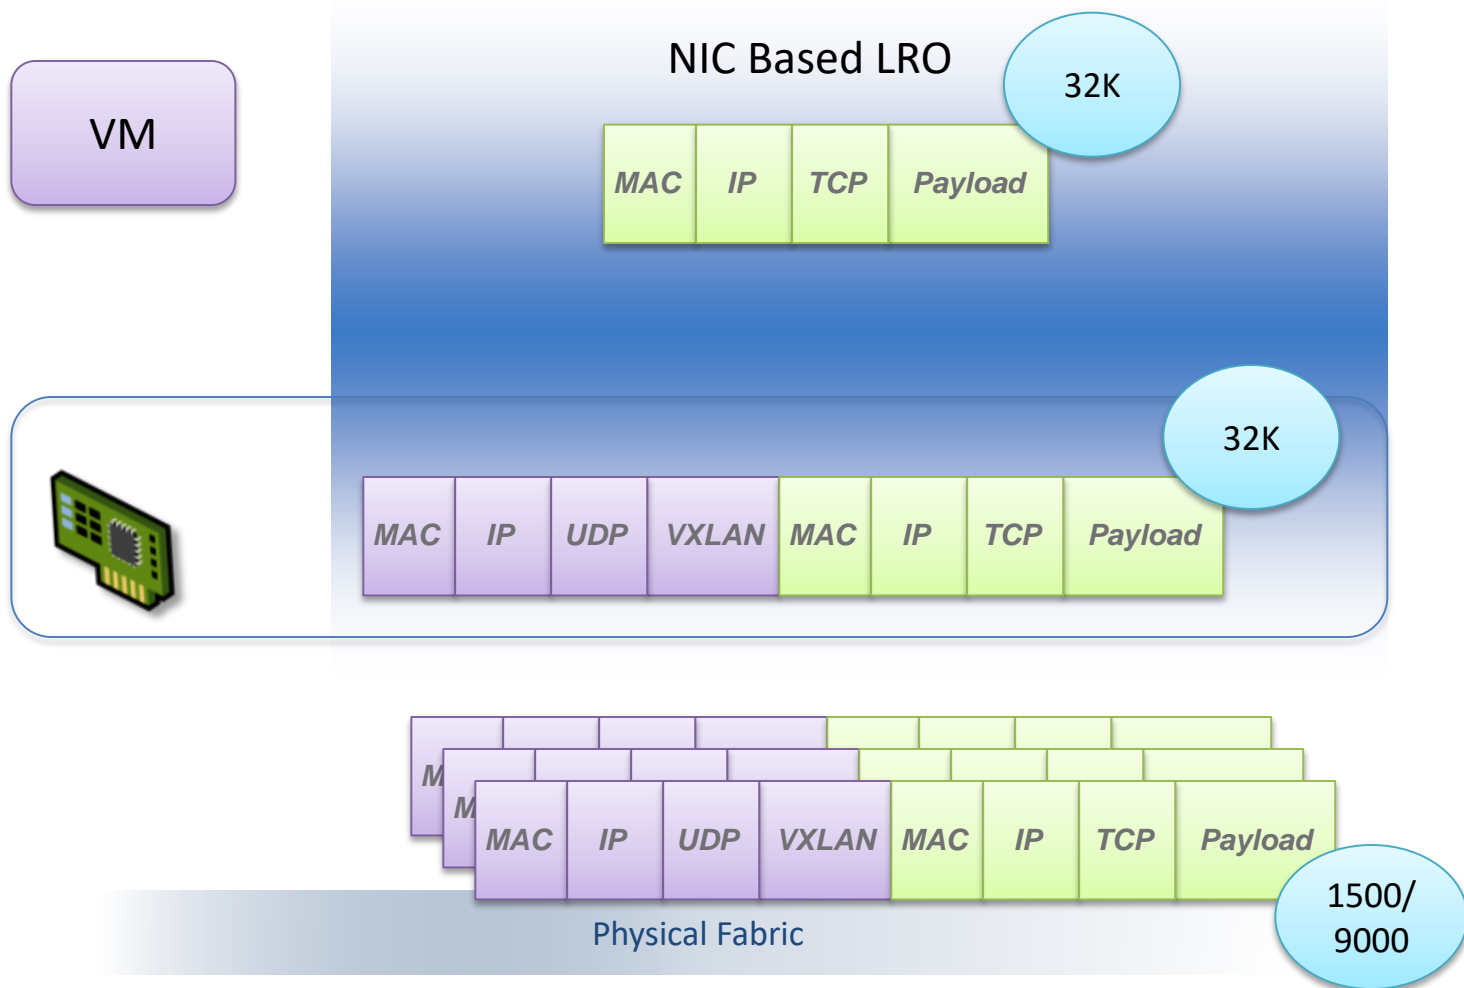 NIC Based LRO
32K
VM
MAC IP TCP Payload
32K
MAC IP UDP VXLAN MAC IP TCP Payload
M
M
MAC IP UDP VXLAN MAC IP TCP Payload
1500/
9000
Physical Fabric